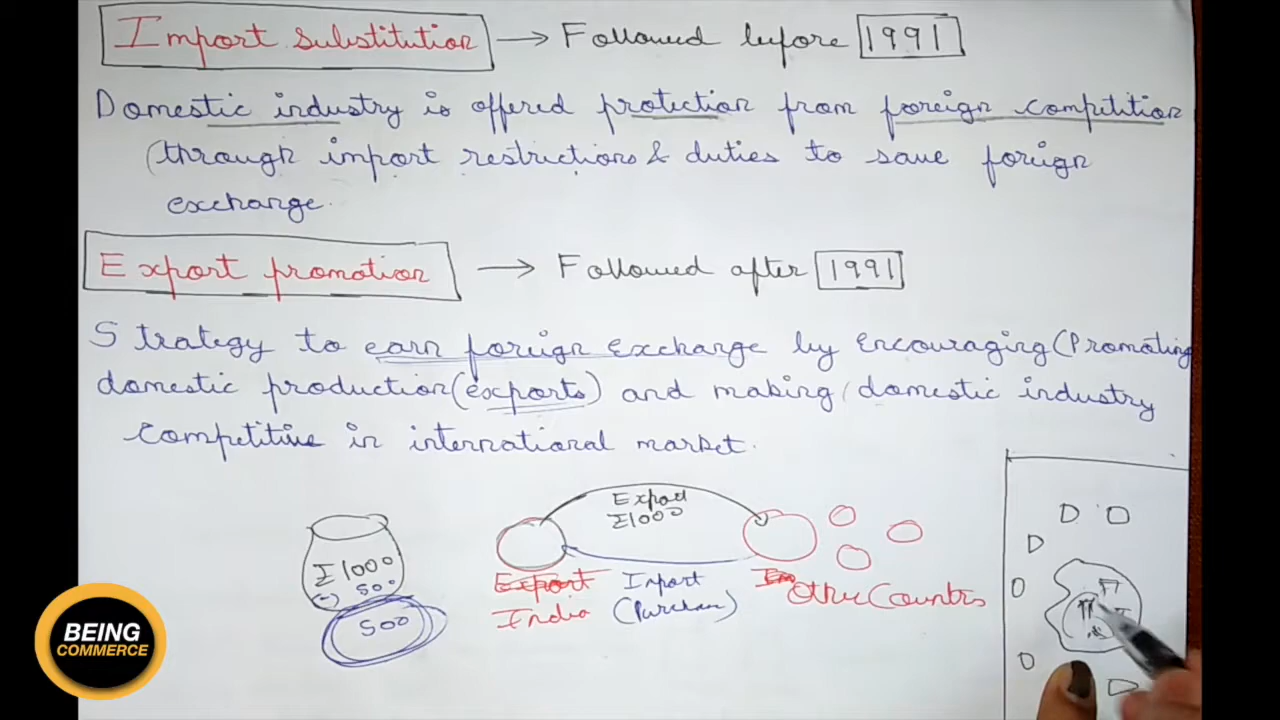 Import Substitution → Followed before 1991
Domestic industry is offered protection from foreign competition
(through import restrictions & duties to save foreign
exchange.
Export promotion → Followed after 1991
Strategy to earn foreign exchange by Encouraging (Promoting
domestic production (exports) and making domestic industry
Competitive in international market.
Export
1000
1000
500
500
Export Import
India (Purchase) Other Countries
BEING
COMMERCE